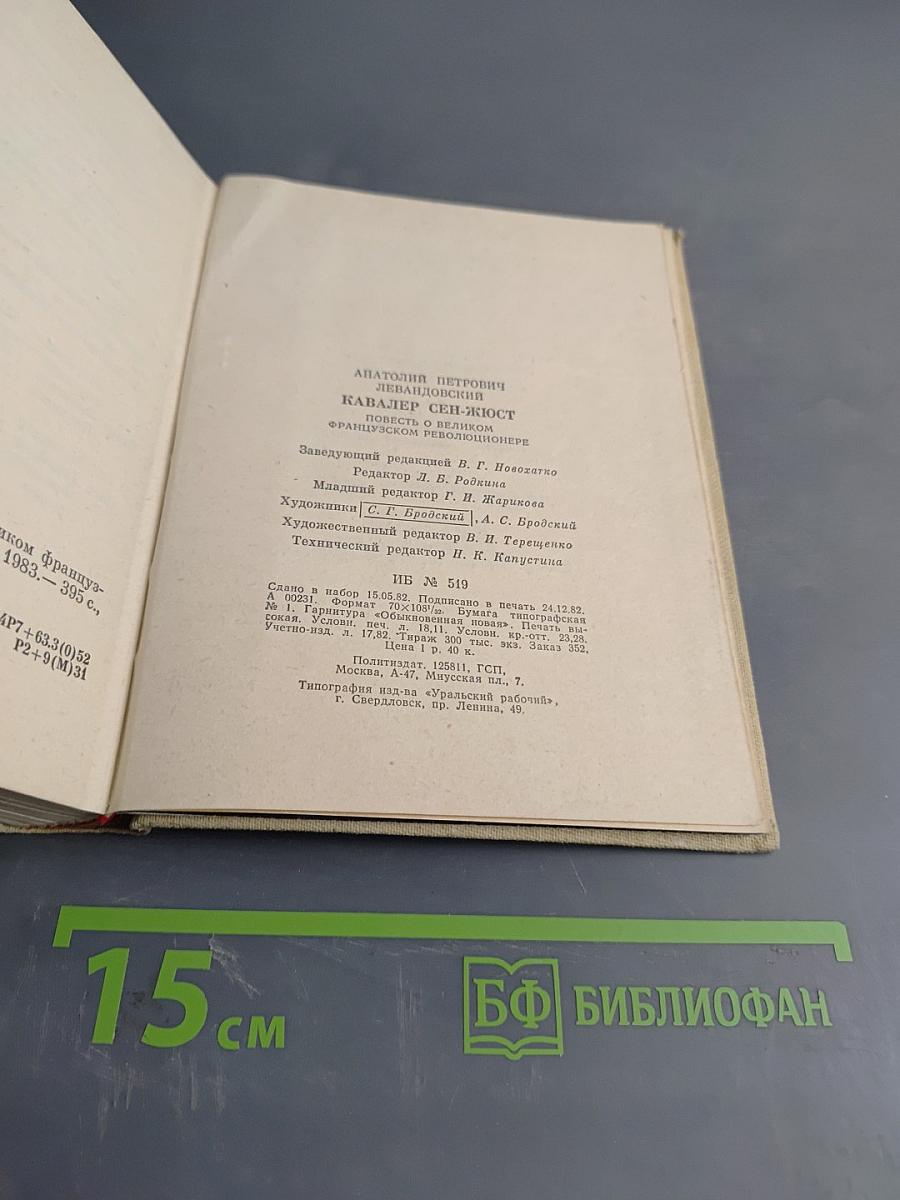 иком француз-
1983.— 395 с.,
4Р7+63.3(0)52
Р2+9(М)31
АНАТОЛИЙ ПЕТРОВИЧ
ЛЕВАНДОВСКИЙ
КАВАЛЕР СЕН-ЖЮСТ
ПОВЕСТЬ О ВЕЛИКОМ
ФРАНЦУЗСКОМ РЕВОЛЮЦИОНЕРЕ
Заведующий редакцией В. Г. Новохатко
Редактор Л. Б. Родкина
Младший редактор Г. И. Жарикова
Художники С. Г. Бродский, А. С. Бродский
Художественный редактор В. И. Терещенко
Технический редактор Н. К. Капустина
ИБ № 519
Сдано в набор 15.05.82. Подписано в печать 24.12.82.
А 00231. Формат 70×108¹/₃₂. Бумага типографская
№ 1. Гарнитура «Обыкновенная новая». Печать вы-
сокая. Условн. печ. л. 18,11. Условн. кр.-отт. 23,28.
Учетно-изд. л. 17,82. Тираж 300 тыс. экз. Заказ 352.
Цена 1 р. 40 к.
Политиздат. 125811, ГСП,
Москва, А-47, Миусская пл., 7.
Типография изд-ва «Уральский рабочий»,
г. Свердловск, пр. Ленина, 49.
15 см
БФ БИБЛИОФАН